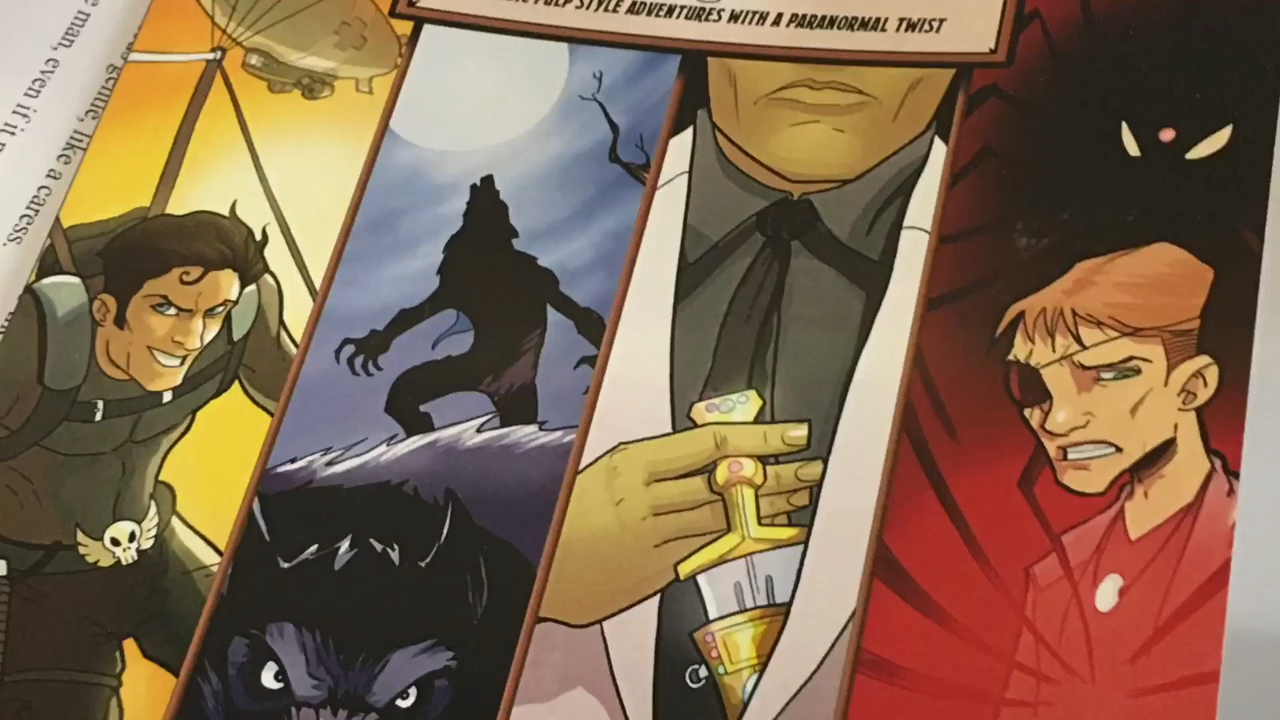 PULP STYLE ADVENTURES WITH A PARANORMAL TWIST
man, even if it
gentle, like a caress.